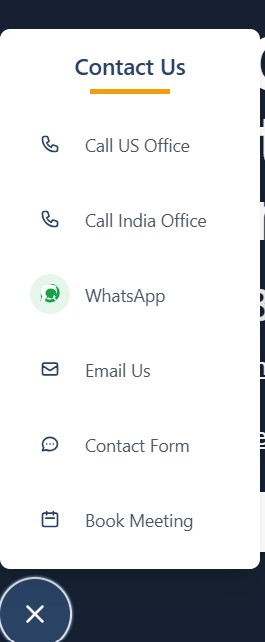 Contact Us
Call US Office
Call India Office
WhatsApp
Email Us
Contact Form
Book Meeting